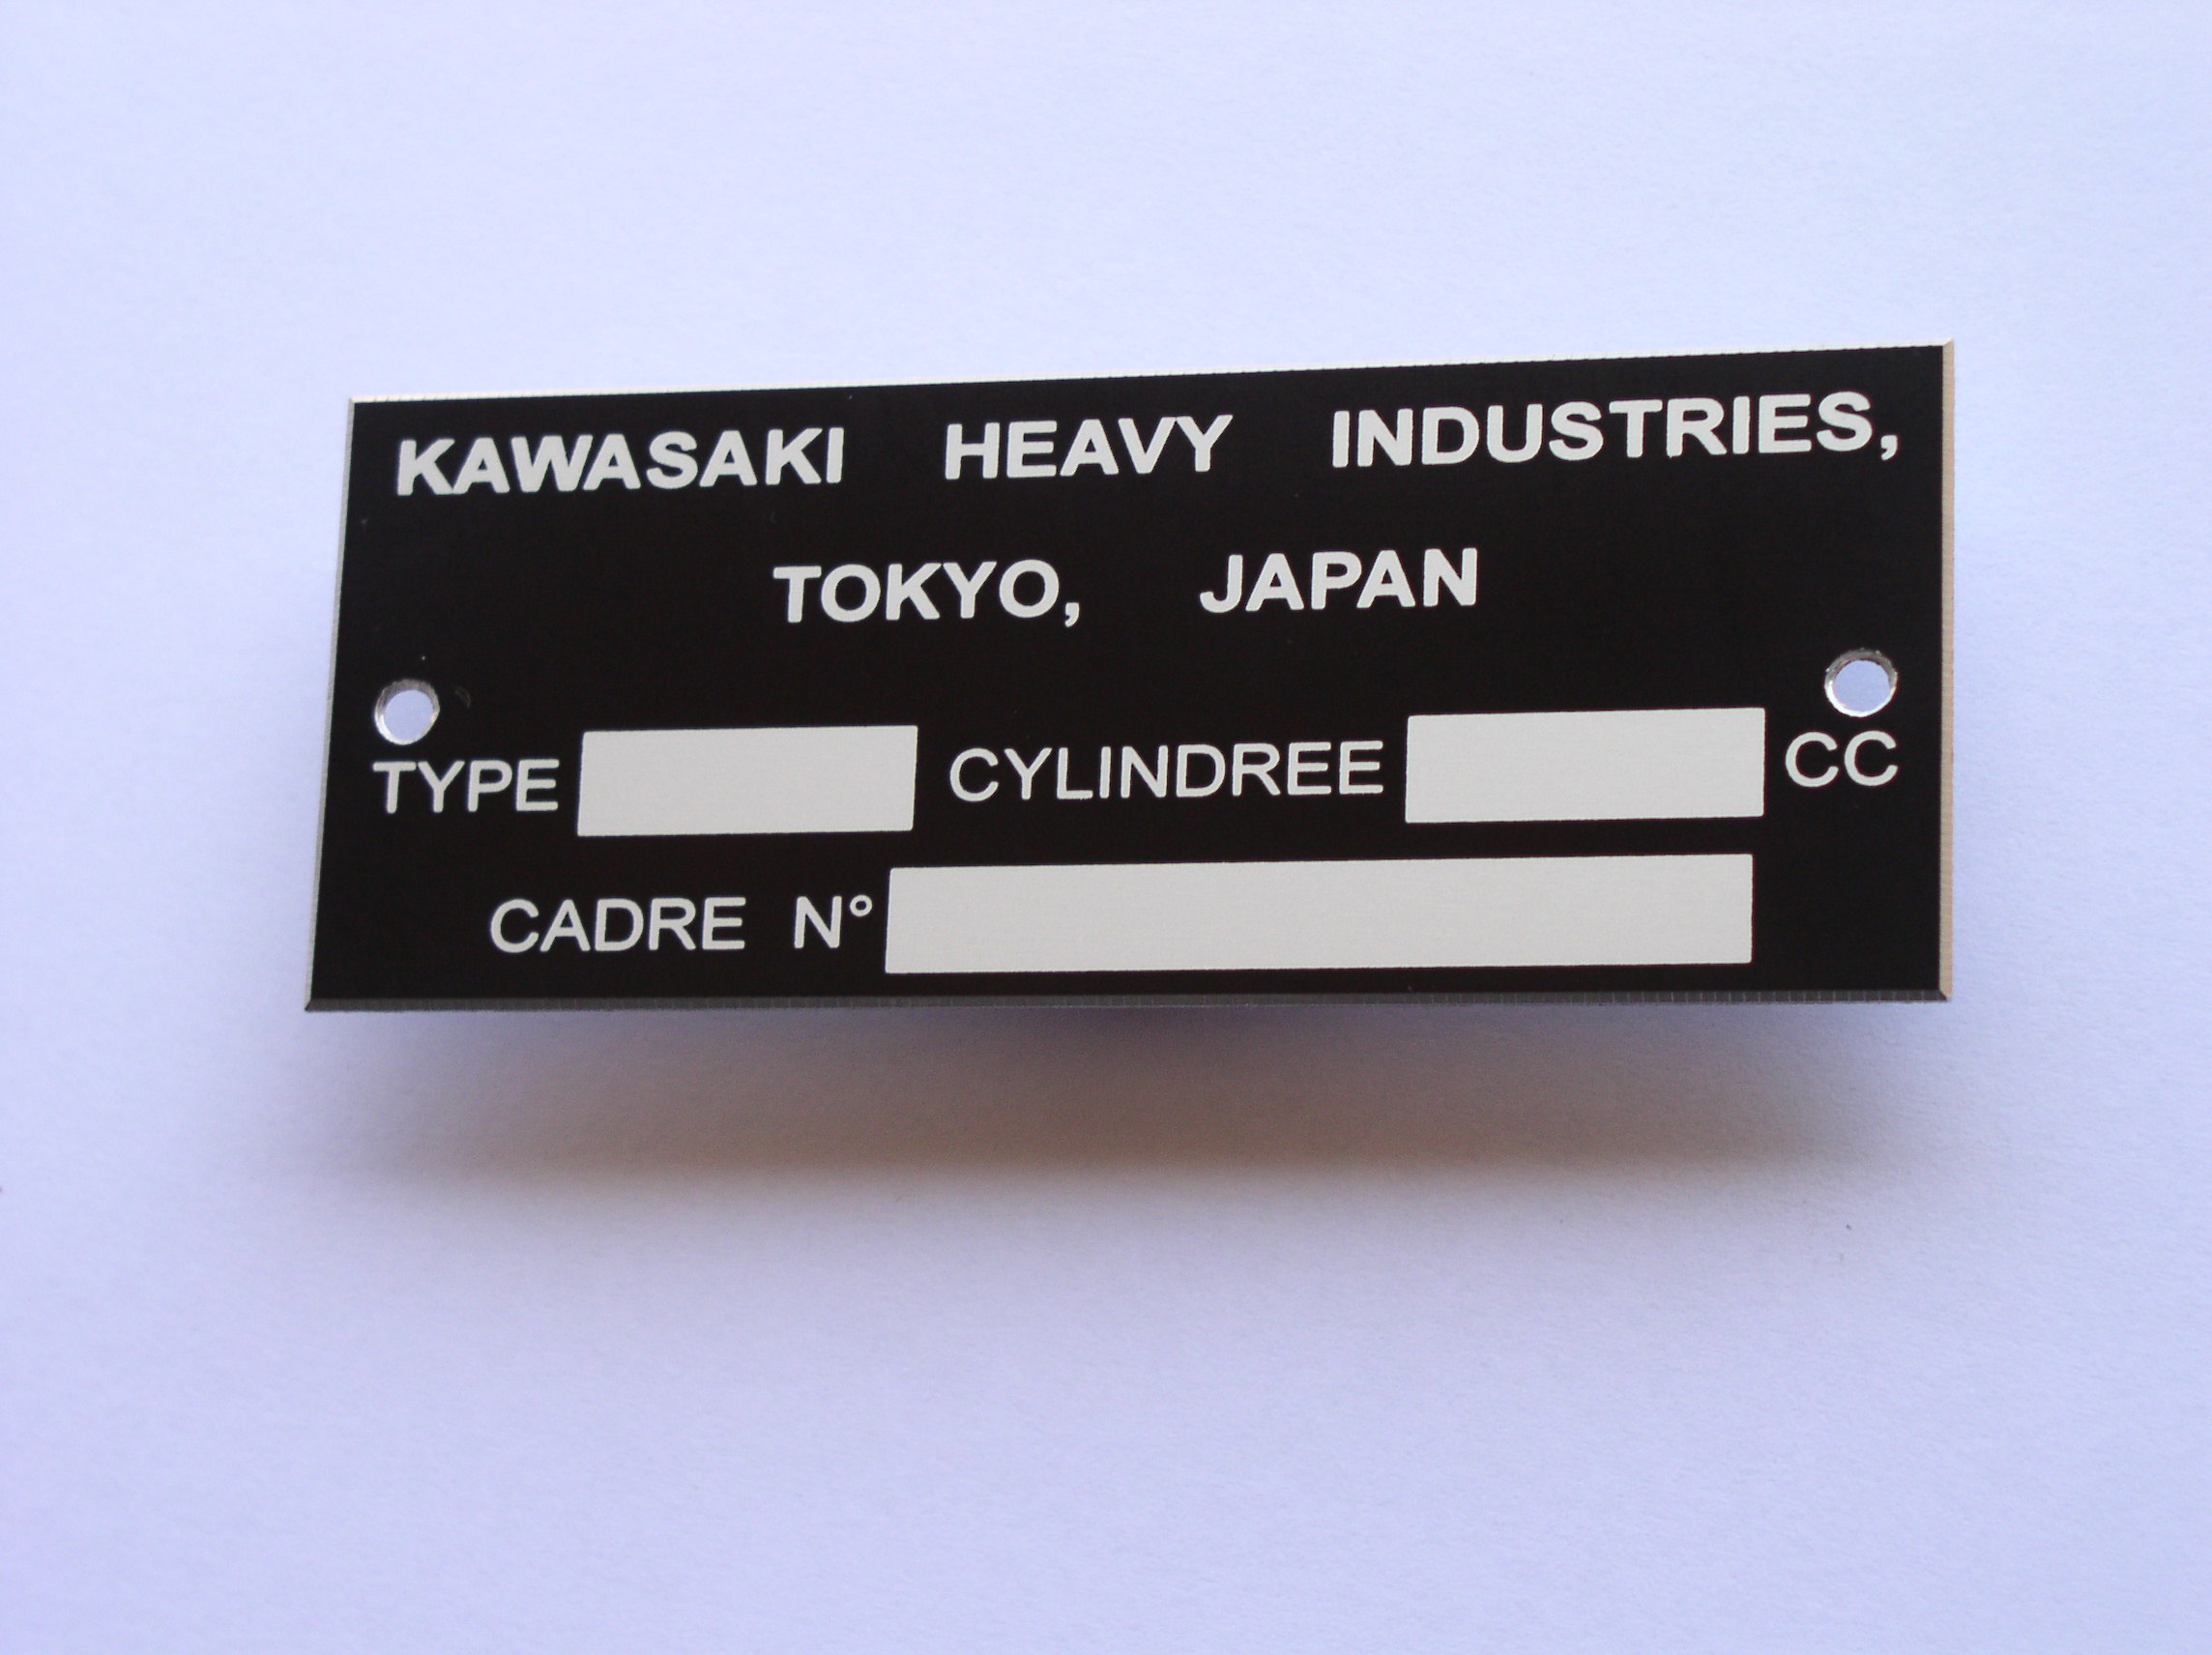 KAWASAKI HEAVY INDUSTRIES,
TOKYO, JAPAN
TYPE CYLINDREE CC
CADRE N°